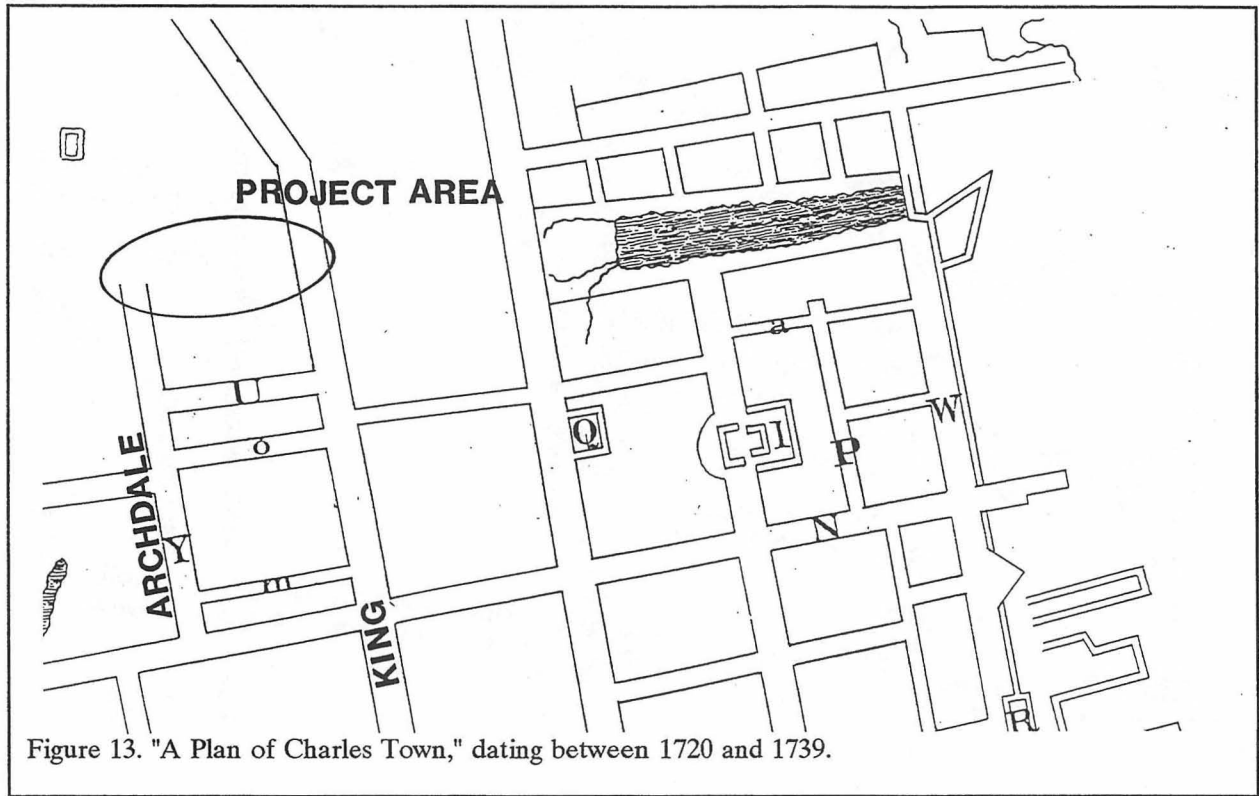 PROJECT AREA
a
U
W
ARCHDALE
Q
I
o
P
Y
N
m
KING
R
Figure 13. "A Plan of Charles Town," dating between 1720 and 1739.